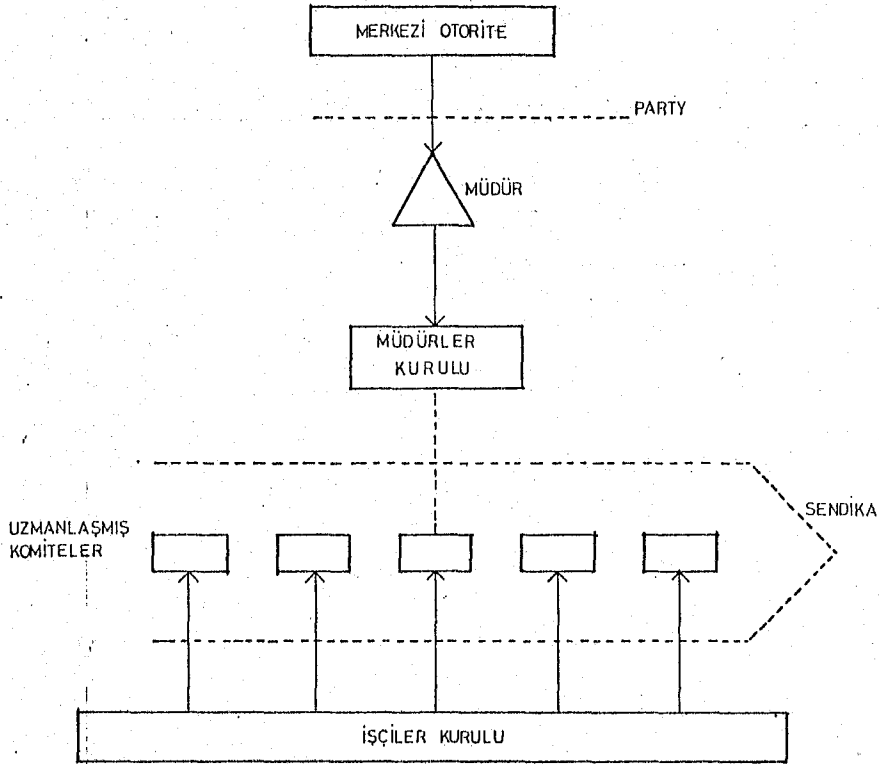 MERKEZİ OTORİTE
PARTY
MÜDÜR
MÜDÜRLER
KURULU
UZMANLAŞMIŞ
KOMİTELER
SENDİKA
İŞÇİLER KURULU